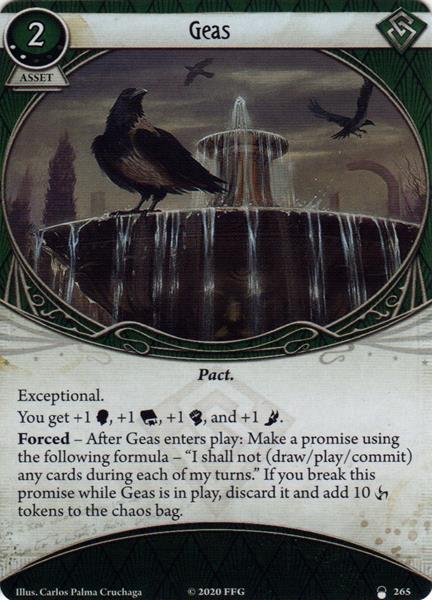 Geas
2
ASSET
Pact.
Exceptional.
You get +1 , +1 , +1 , and +1 .
Forced – After Geas enters play: Make a promise using
the following formula – “I shall not (draw/play/commit)
any cards during each of my turns.” If you break this
promise while Geas is in play, discard it and add 10
tokens to the chaos bag.
Illus. Carlos Palma Cruchaga
© 2020 FFG
265